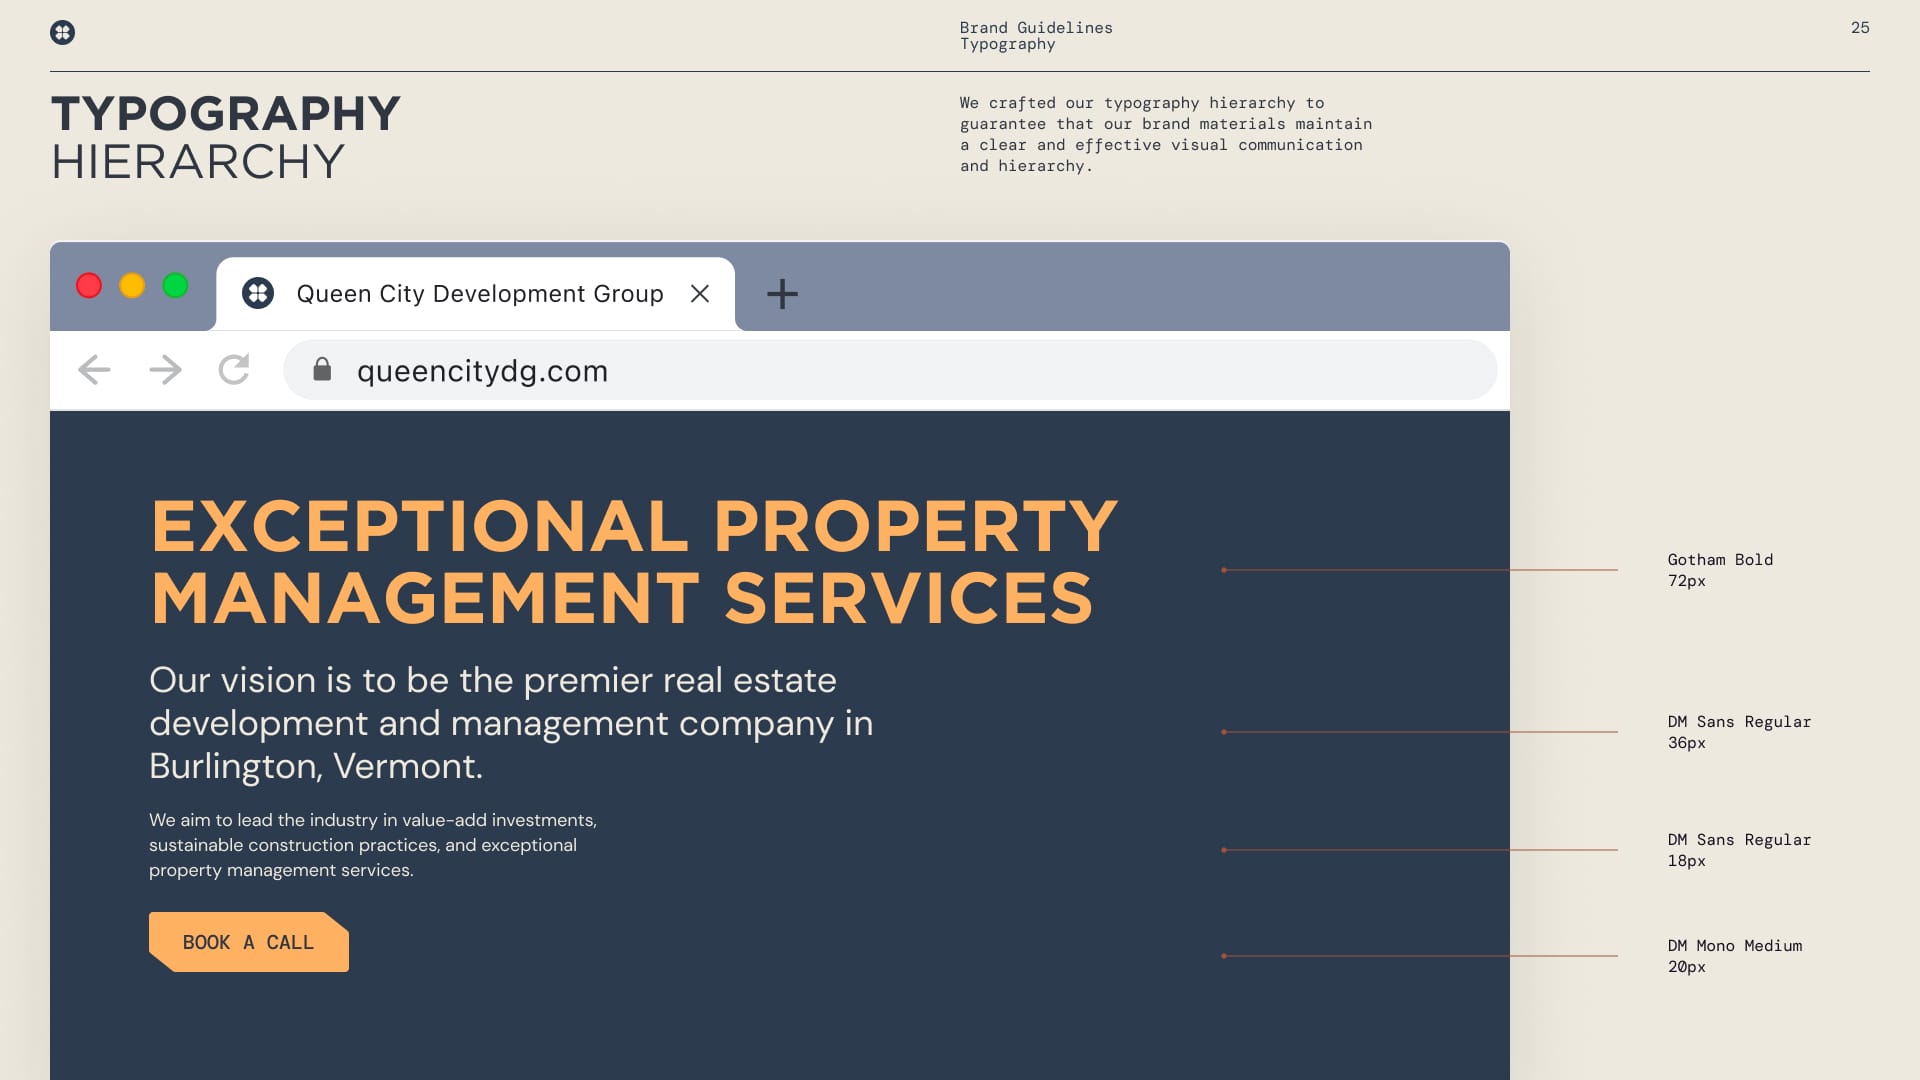 Brand Guidelines
Typography
25
TYPOGRAPHY
HIERARCHY
We crafted our typography hierarchy to
guarantee that our brand materials maintain
a clear and effective visual communication
and hierarchy.
Queen City Development Group
queencitydg.com
EXCEPTIONAL PROPERTY
MANAGEMENT SERVICES
Gotham Bold
72px
Our vision is to be the premier real estate
development and management company in
Burlington, Vermont.
DM Sans Regular
36px
We aim to lead the industry in value-add investments,
sustainable construction practices, and exceptional
property management services.
DM Sans Regular
18px
BOOK A CALL
DM Mono Medium
20px